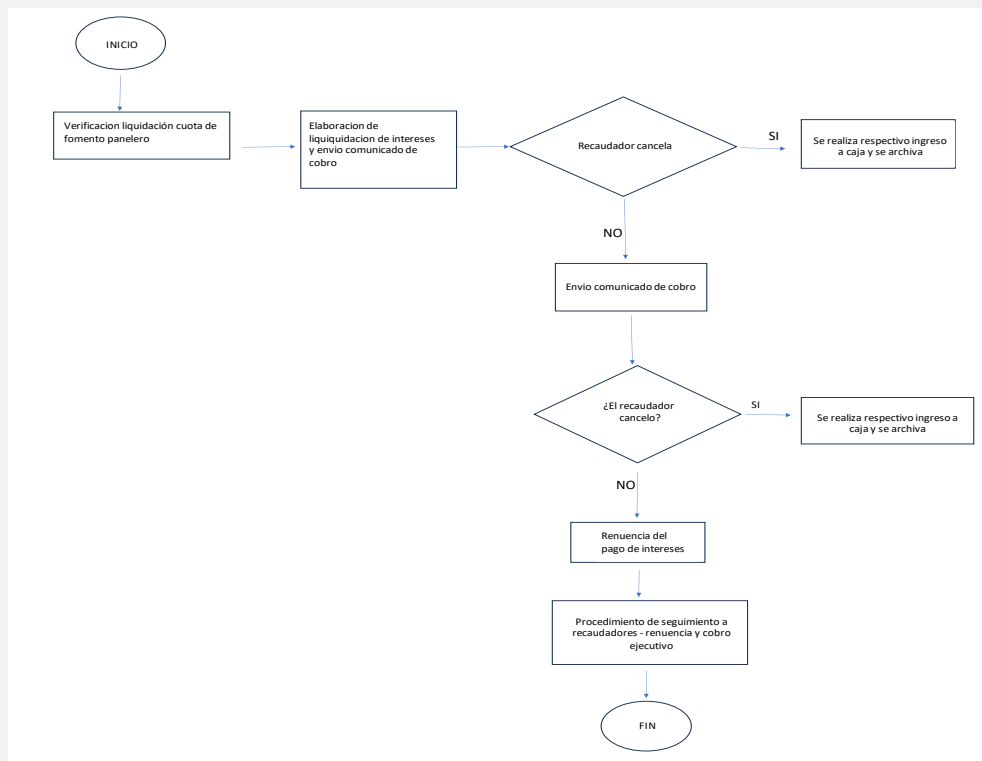 INICIO
Verificacion liquidación cuota de
fomento panelero
Elaboracion de
liquiquidacion de intereses
y envio comunicado de
cobro
Recaudador cancela
SI
Se realiza respectivo ingreso
a caja y se archiva
NO
Envio comunicado de cobro
¿El recaudador
cancelo?
SI
Se realiza respectivo ingreso a
caja y se archiva
NO
Renuencia del
pago de intereses
Procedimiento de seguimiento a
recaudadores - renuencia y cobro
ejecutivo
FIN